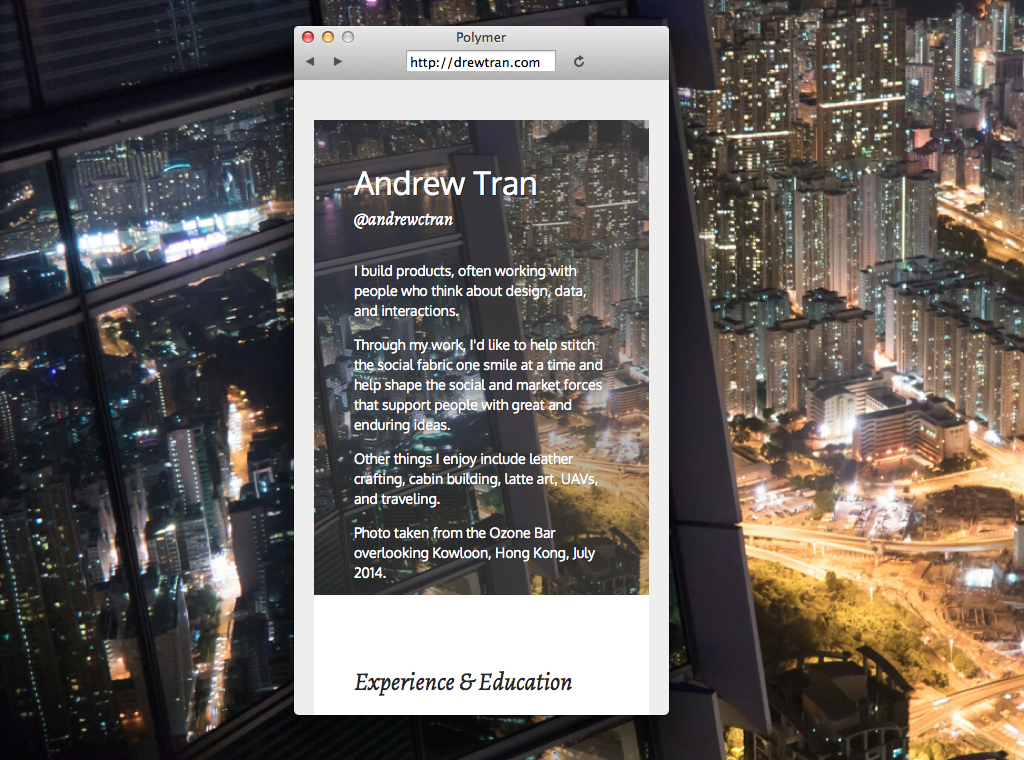 Polymer
http://drewtran.com
Andrew Tran
@andrewctran
I build products, often working with
people who think about design, data,
and interactions.
Through my work, I'd like to help stitch
the social fabric one smile at a time and
help shape the social and market forces
that support people with great and
enduring ideas.
Other things I enjoy include leather
crafting, cabin building, latte art, UAVs,
and traveling.
Photo taken from the Ozone Bar
overlooking Kowloon, Hong Kong, July
2014.
Experience & Education